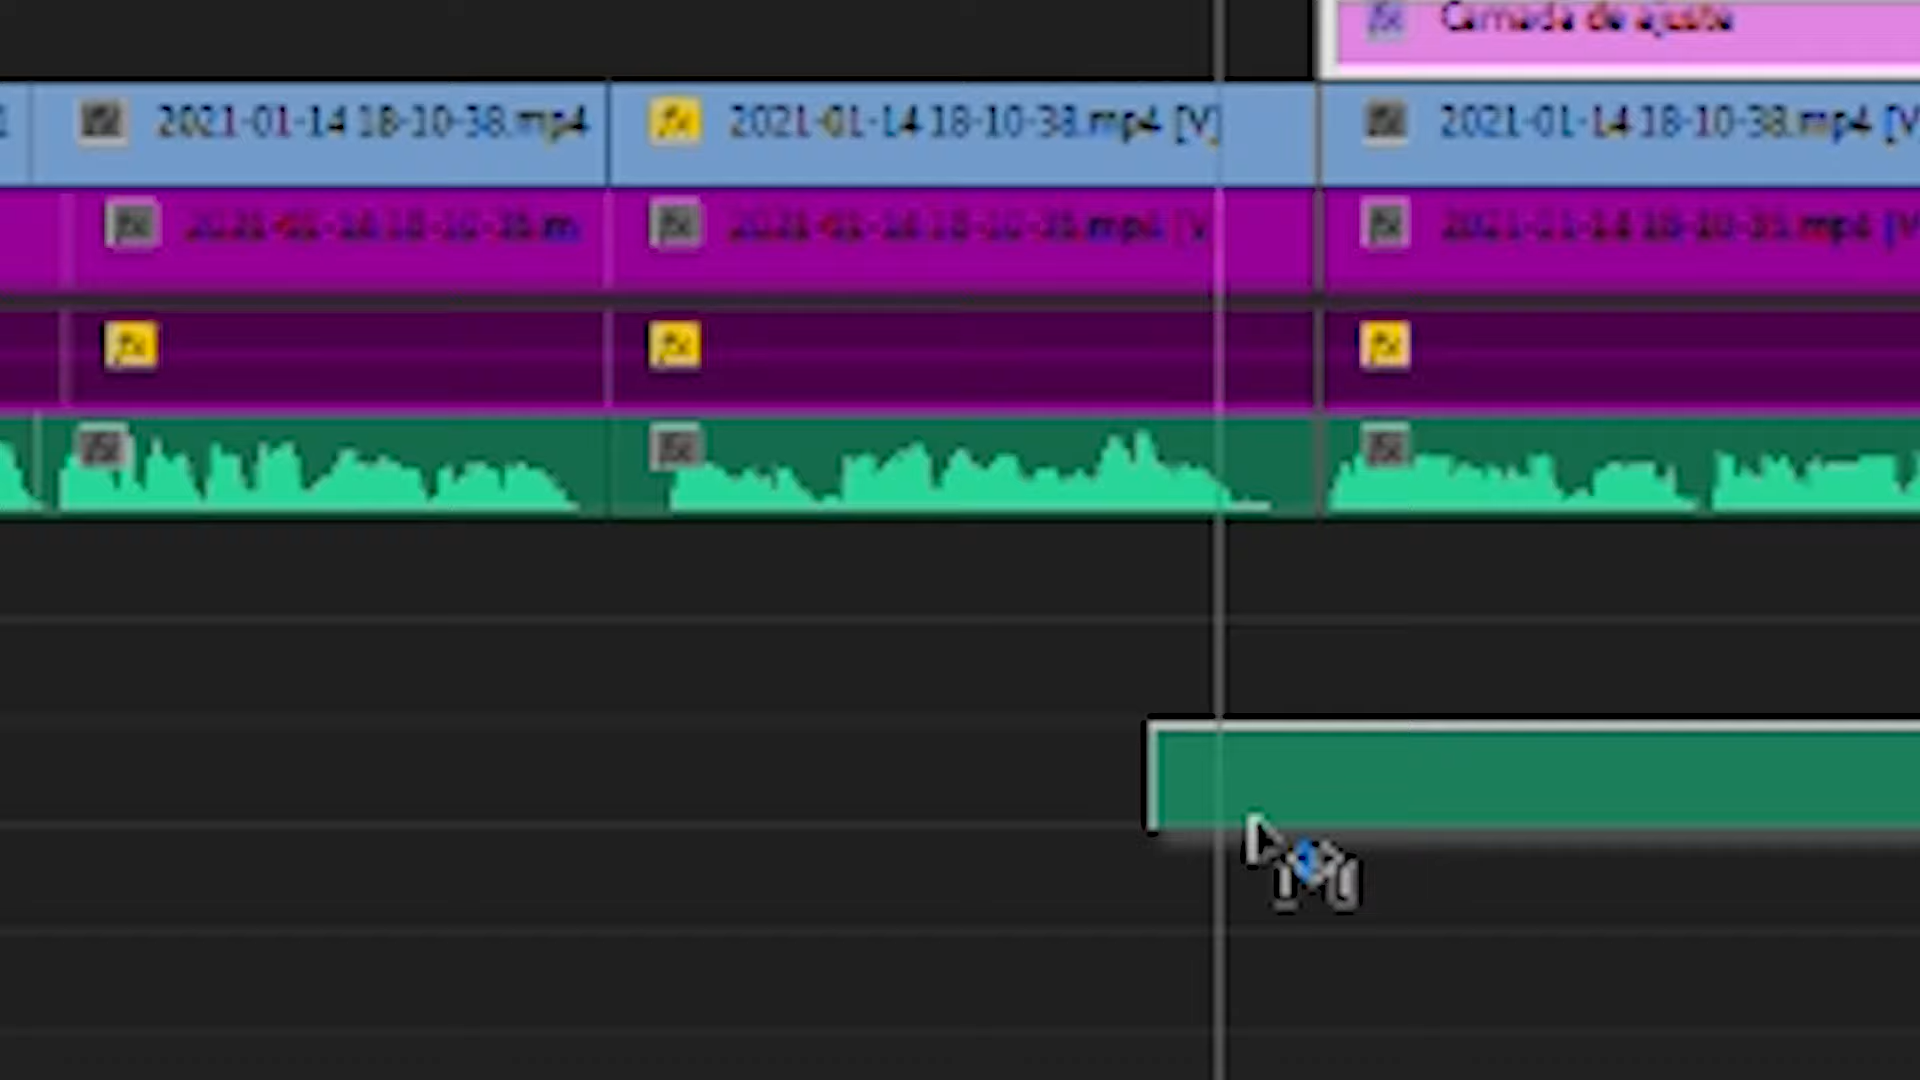 Camada de ajuste
2021-01-14 18-10-38.mp4
2021-01-14 18-10-38.mp4 [V]
2021-01-14 18-10-38.mp4 [V
2021-01-14 18-10-38.m
2021-01-14 18-10-38.mp4 [V
2021-01-14 18-10-38.mp4 [V